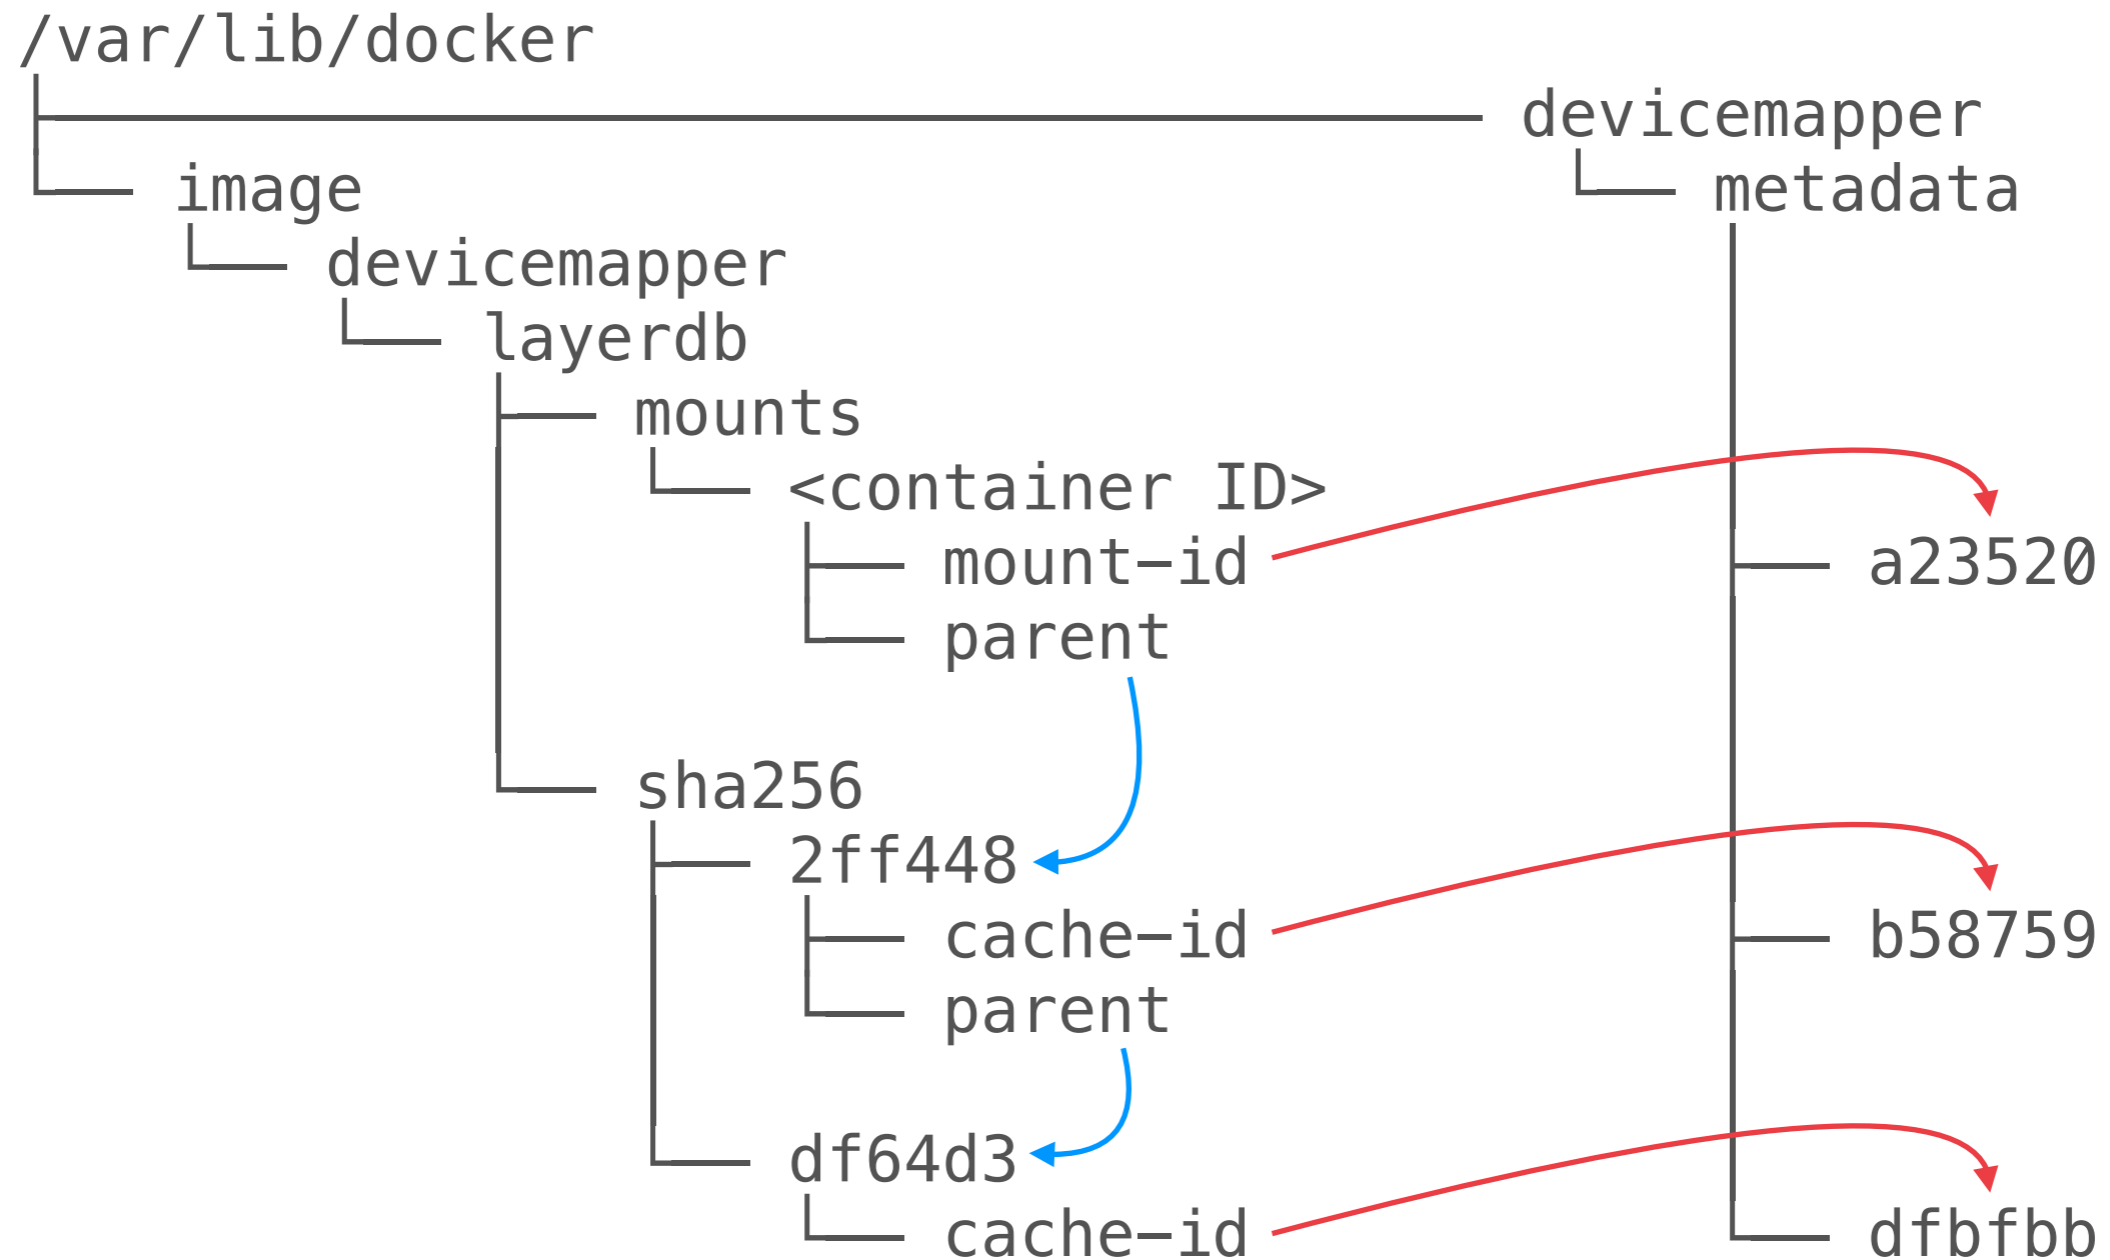 /var/lib/docker
devicemapper
image
metadata
devicemapper
layerdb
mounts
<container ID>
mount-id
a23520
parent
sha256
2ff448
cache-id
b58759
parent
df64d3
cache-id
dfbfbb